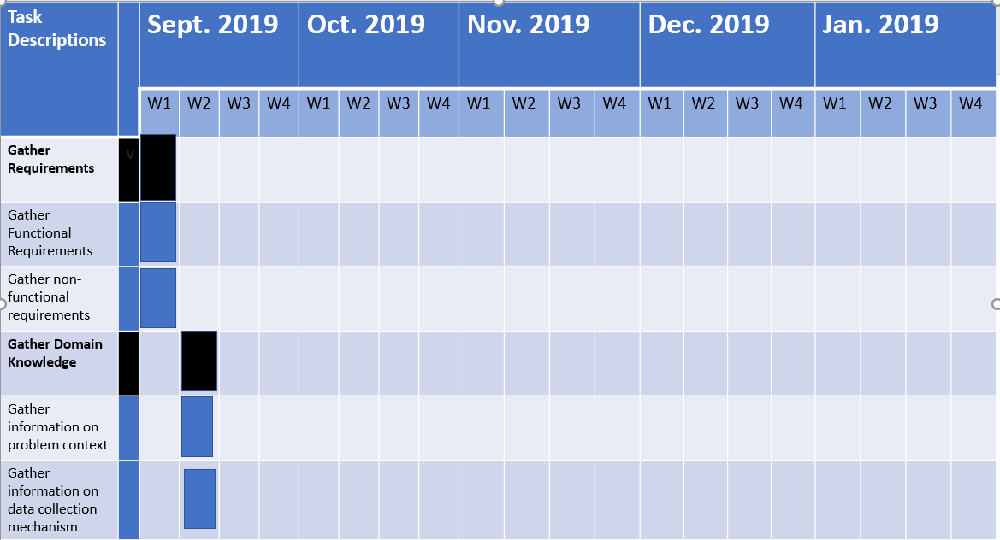 Task
Descriptions
Sept. 2019
Oct. 2019
Nov. 2019
Dec. 2019
Jan. 2019
W1 W2 W3 W4 W1 W2 W3 W4 W1 W2 W3 W4 W1 W2 W3 W4 W1 W2 W3 W4
Gather
Requirements
V
Gather
Functional
Requirements
Gather non-
functional
requirements
Gather Domain
Knowledge
Gather
information on
problem context
Gather
information on
data collection
mechanism